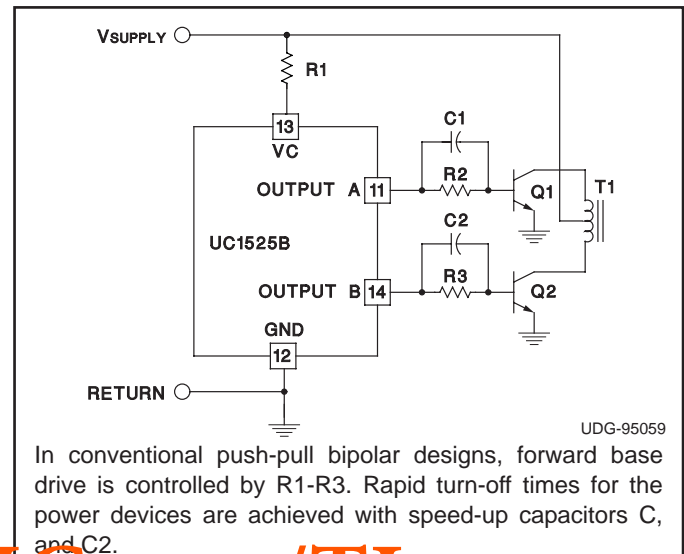 VSUPPLY
R1
13
VC
C1
OUTPUT A 11
R2
Q1
T1
UC1525B
C2
OUTPUT B 14
R3
Q2
GND
12
RETURN
UDG-95059
In conventional push-pull bipolar designs, forward base
drive is controlled by R1-R3. Rapid turn-off times for the
power devices are achieved with speed-up capacitors C,
and C2.